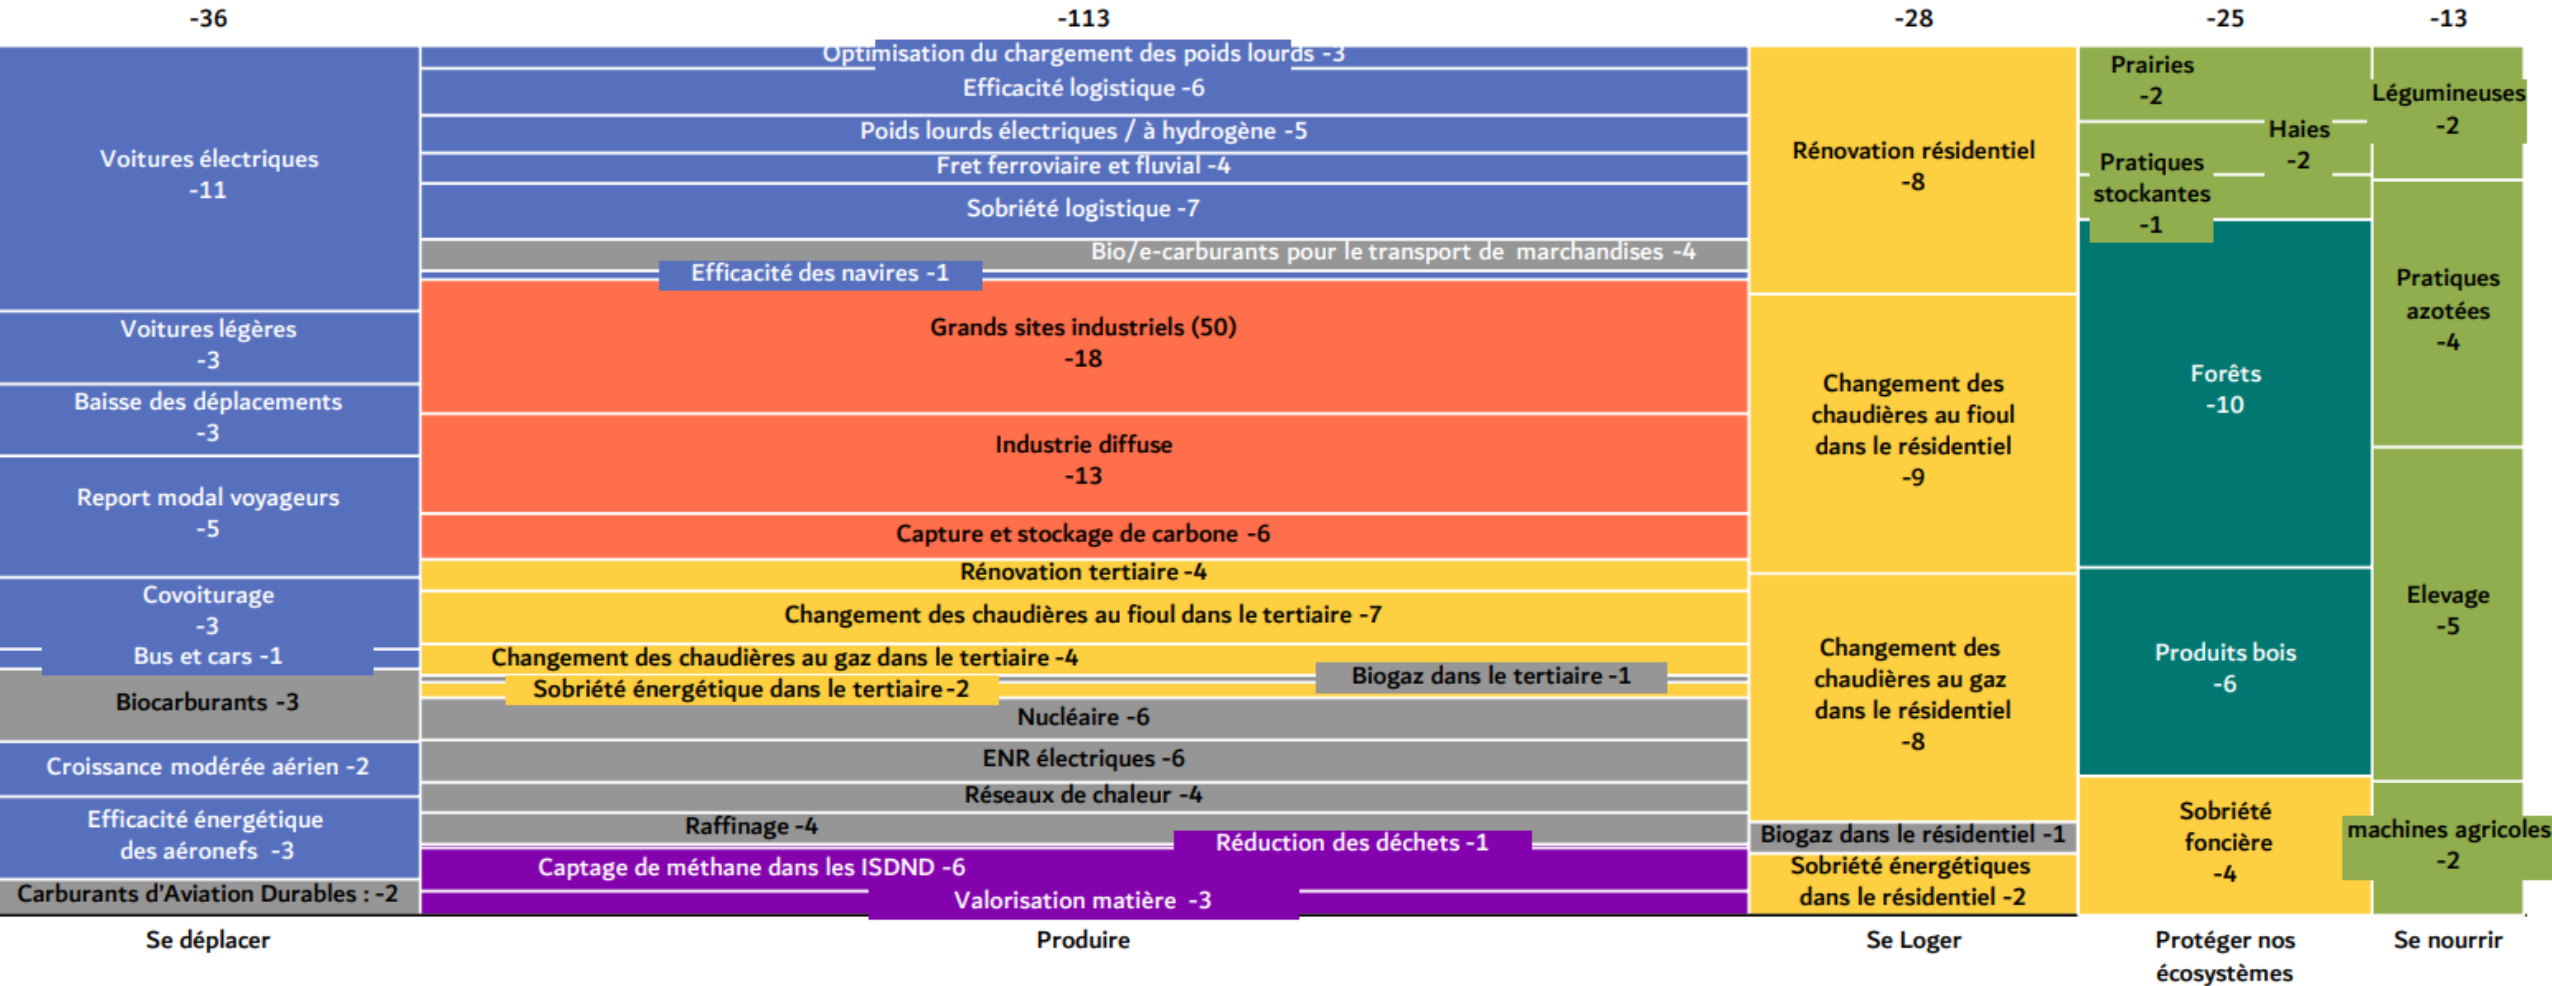 -36
-113
-28
-25
-13
Voitures électriques
-11
Voitures légères
-3
Baisse des déplacements
-3
Report modal voyageurs
-5
Covoiturage
-3
Bus et cars -1
Biocarburants -3
Croissance modérée aérien -2
Efficacité énergétique
des aéronefs -3
Carburants d'Aviation Durables : -2
Se déplacer
Optimisation du chargement des poids lourds -3
Efficacité logistique -6
Poids lourds électriques / à hydrogène -5
Fret ferroviaire et fluvial -4
Sobriété logistique -7
Bio/e-carburants pour le transport de marchandises -4
Efficacité des navires -1
Grands sites industriels (50)
-18
Industrie diffuse
-13
Capture et stockage de carbone -6
Rénovation tertiaire -4
Changement des chaudières au fioul dans le tertiaire -7
Changement des chaudières au gaz dans le tertiaire -4
Biogaz dans le tertiaire -1
Sobriété énergétique dans le tertiaire -2
Nucléaire -6
ENR électriques -6
Réseaux de chaleur -4
Raffinage -4
Réduction des déchets -1
Captage de méthane dans les ISDND -6
Valorisation matière -3
Produire
Rénovation résidentiel
-8
Changement des
chaudières au fioul
dans le résidentiel
-9
Changement des
chaudières au gaz
dans le résidentiel
-8
Biogaz dans le résidentiel -1
Sobriété énergétiques
dans le résidentiel -2
Se Loger
Prairies
-2
Haies
-2
Pratiques
stockantes
-1
Forêts
-10
Produits bois
-6
Sobriété
foncière
-4
Protéger nos
écosystèmes
Légumineuses
-2
Pratiques
azotées
-4
Elevage
-5
machines agricoles
-2
Se nourrir